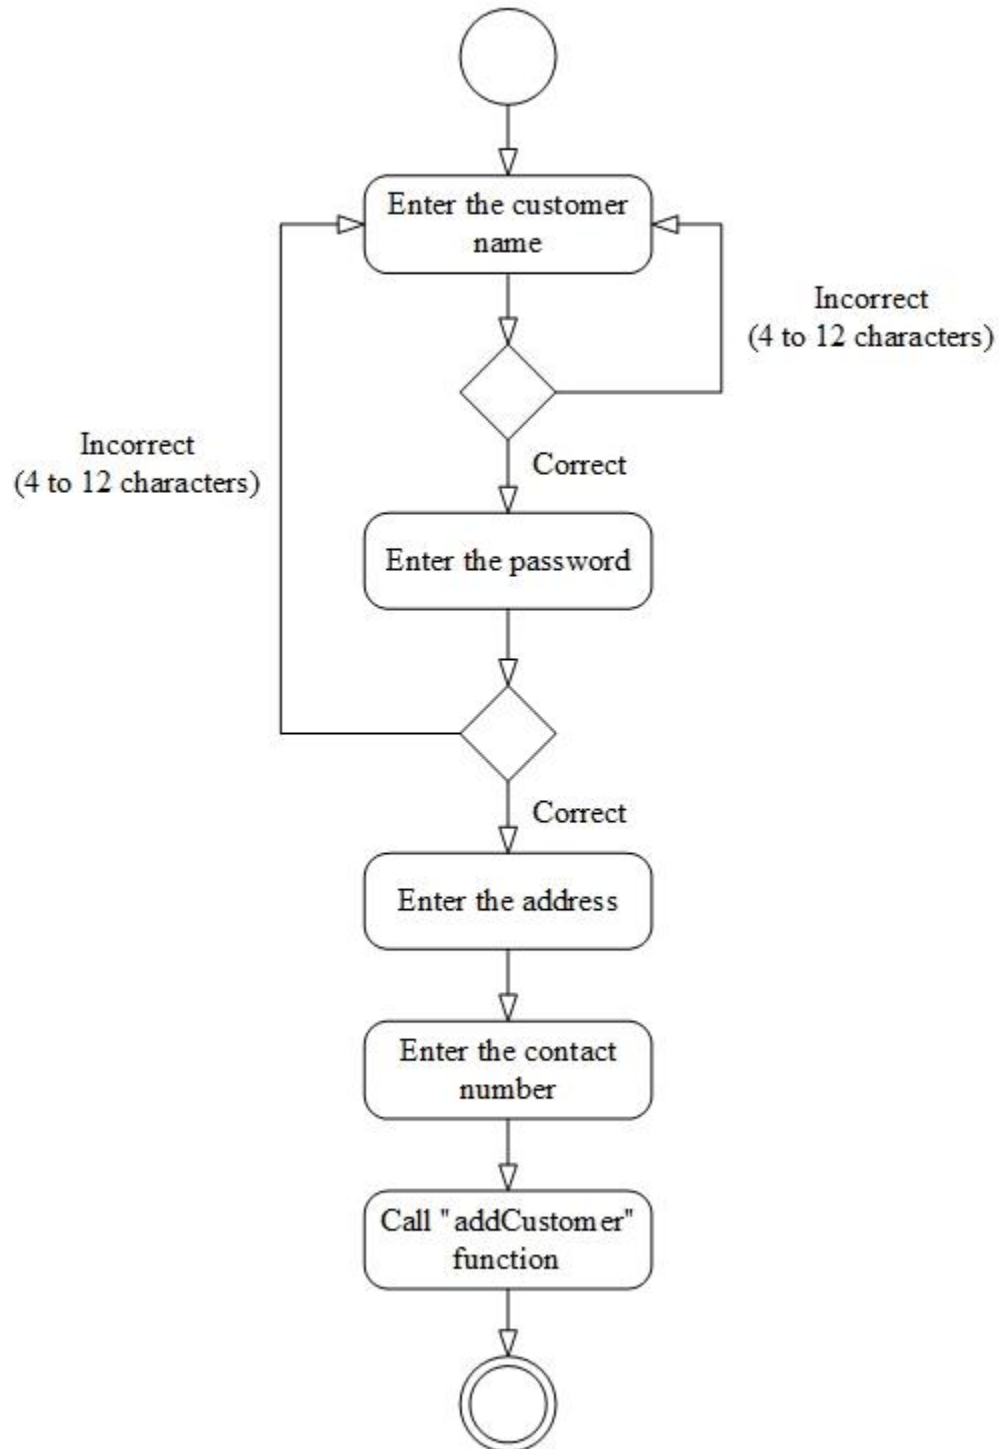 Enter the customer
name
Incorrect
(4 to 12 characters)
Incorrect
(4 to 12 characters)
Correct
Enter the password
Correct
Enter the address
Enter the contact
number
Call "addCustomer"
function